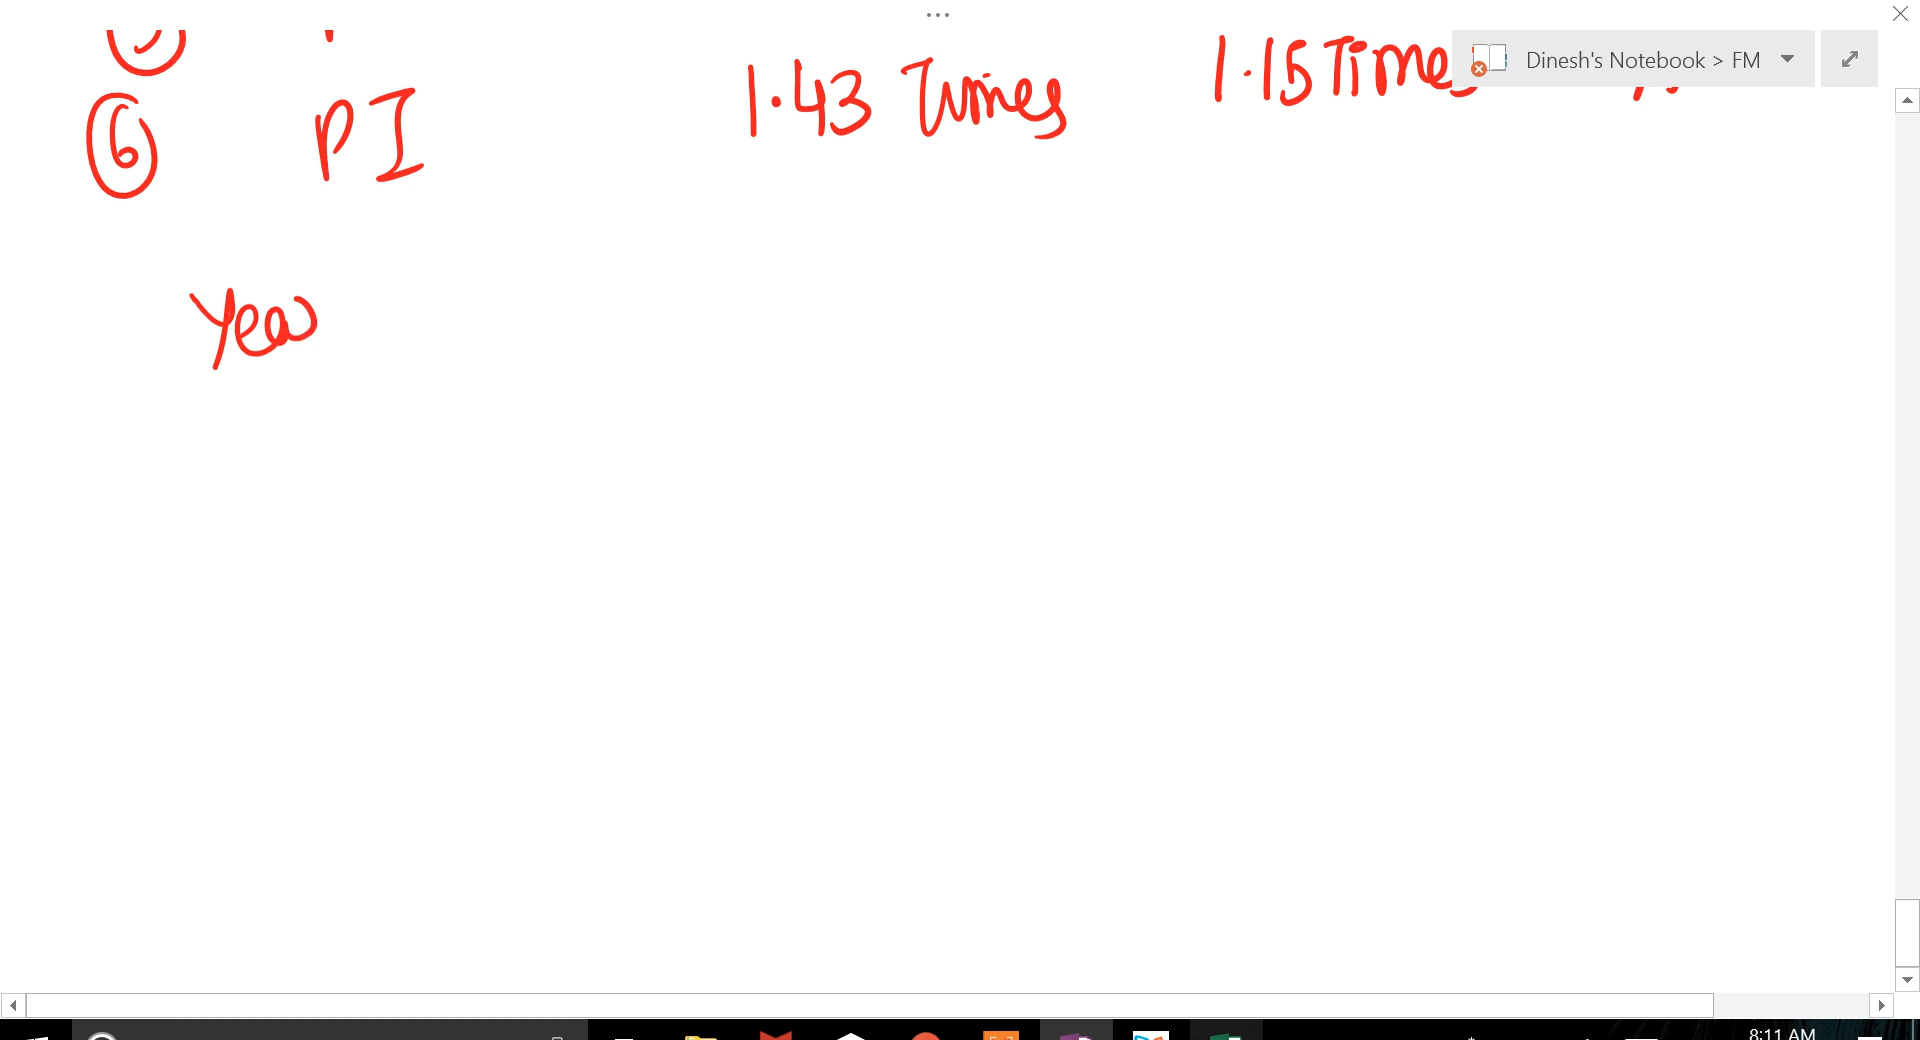 1.15 Time
Dinesh's Notebook > FM
6 PI 1.43 Times
Year
8:11 AM